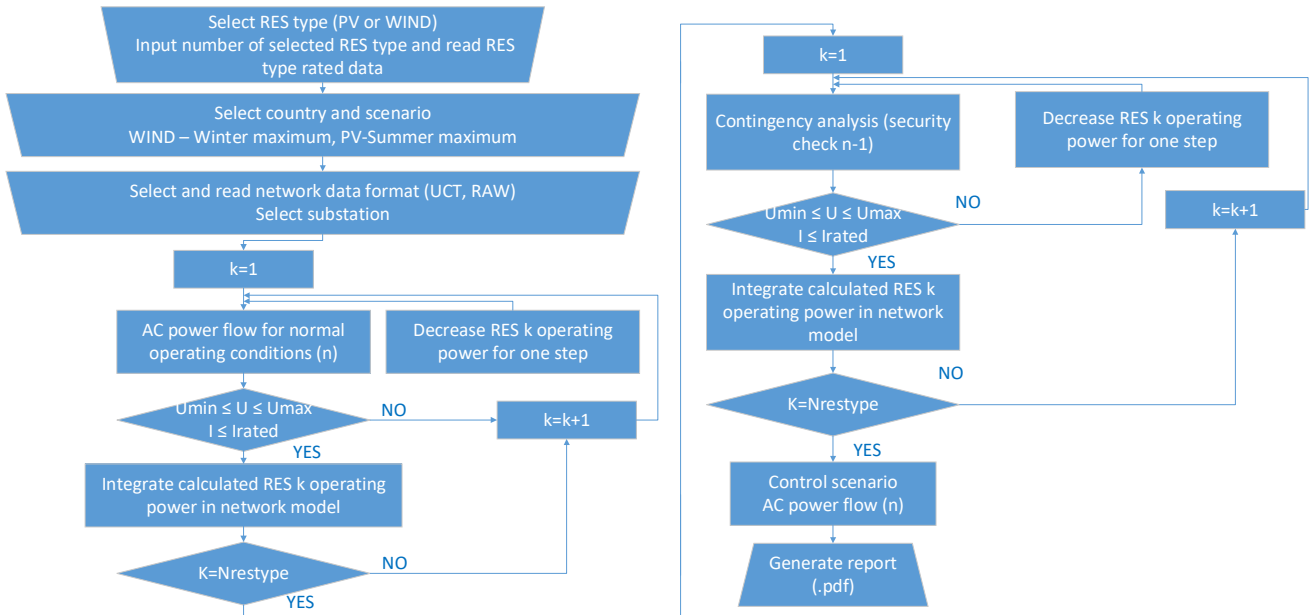 Select RES type (PV or WIND)
Input number of selected RES type and read RES
type rated data
Select country and scenario
WIND – Winter maximum, PV-Summer maximum
Select and read network data format (UCT, RAW)
Select substation
k=1
AC power flow for normal
operating conditions (n)
Decrease RES k operating
power for one step
Umin ≤ U ≤ Umax
I ≤ Irated
NO
k=k+1
YES
Integrate calculated RES k operating
power in network model
K=Nrestype
NO
YES
k=1
Contingency analysis (security
check n-1)
Decrease RES k operating
power for one step
Umin ≤ U ≤ Umax
I ≤ Irated
NO
k=k+1
YES
Integrate calculated RES k
operating power in network
model
NO
K=Nrestype
YES
Control scenario
AC power flow (n)
Generate report
(.pdf)